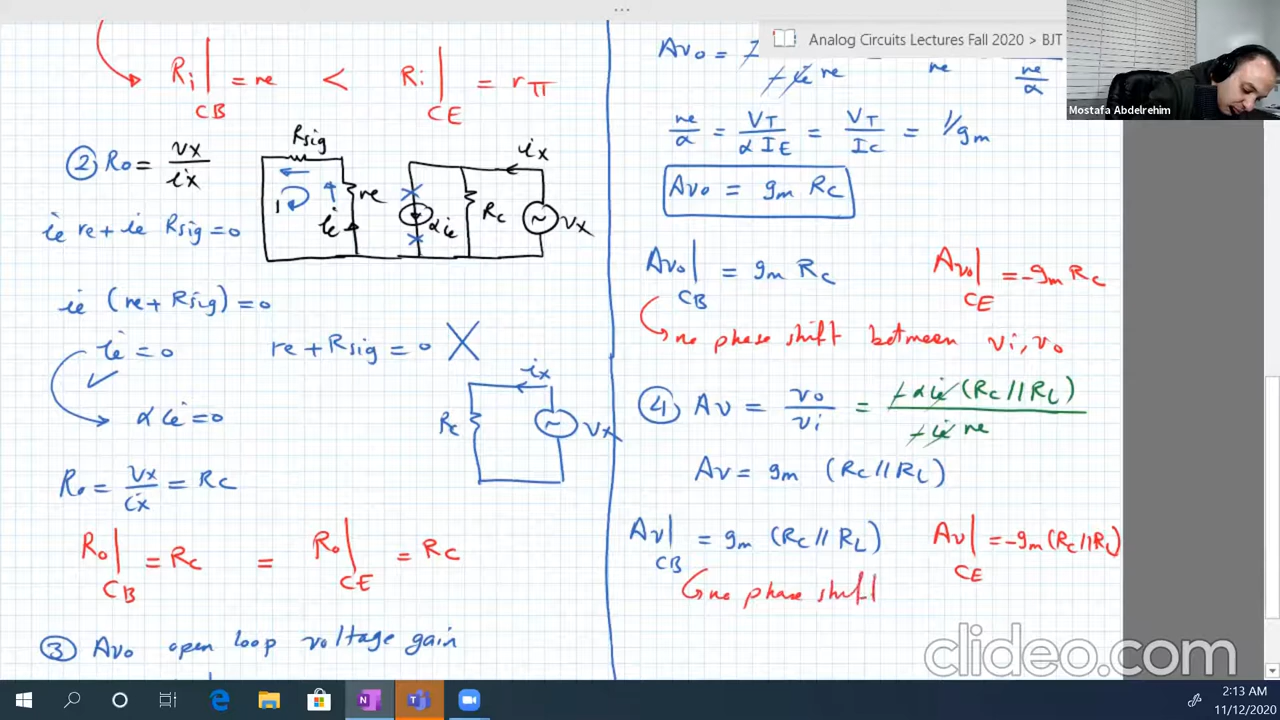 Ri| CB = re < Ri| CE = rπ
② Ro = vx/ix
Rsig
re
ie
αie
Rc
ix
vx
ie re + ie Rsig = 0
ie (re + Rsig) = 0
ie = 0 re + Rsig = 0 X
αie = 0
ix
Rc
vx
Ro = vx/ix = Rc
Ro| CB = Rc = Ro| CE = Rc
③ Avo open loop voltage gain
Analog Circuits Lectures Fall 2020 > BJT
Mostafa Abdelrehim
Avo =
re/α = VT/αIE = VT/IC = 1/gm
Avo = gm Rc
Avo| CB = gm Rc Avo| CE = -gm Rc
no phase shift between vi, vo
④ Av = vo/vi = -αie (Rc//RL) / -ie re
Av = gm (Rc//RL)
Av| CB = gm (Rc//RL) Av| CE = -gm (Rc//RL)
no phase shift
clideo.com
2:13 AM
11/12/2020